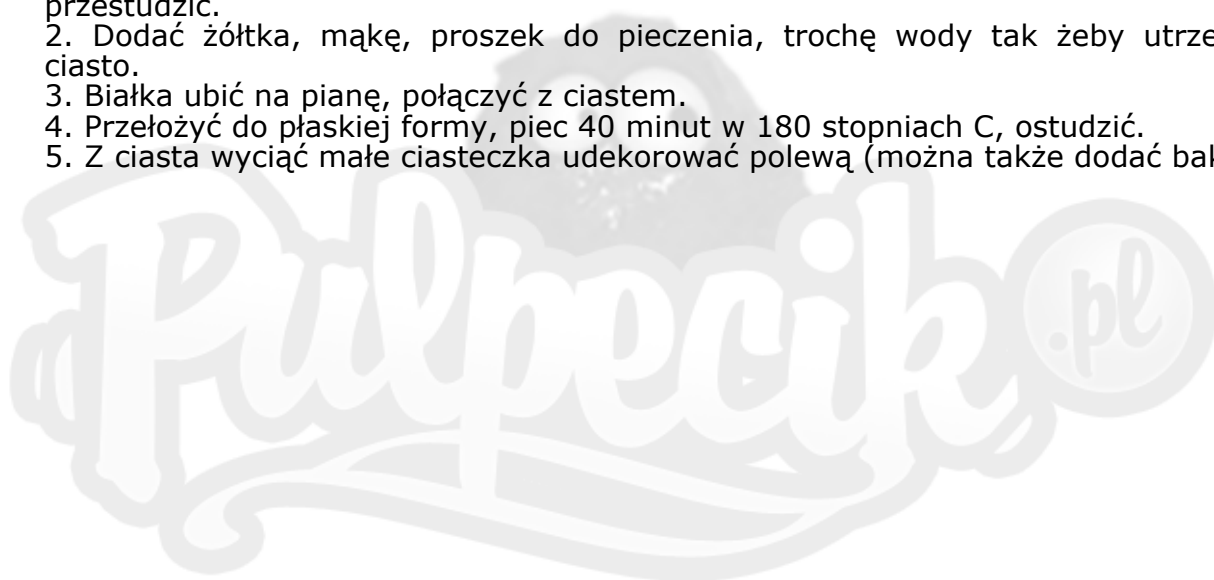 przestudzić.
2. Dodać żółtka, mąkę, proszek do pieczenia, trochę wody tak żeby
ciasto.
3. Białka ubić na pianę, połączyć z ciastem.
4. Przełożyć do płaskiej formy, piec 40 minut w 180 stopniach C, ostudzić.
5. Z ciasta wyciąć małe ciasteczka udekorować polewą (można także dodać
Pulpecik .pl